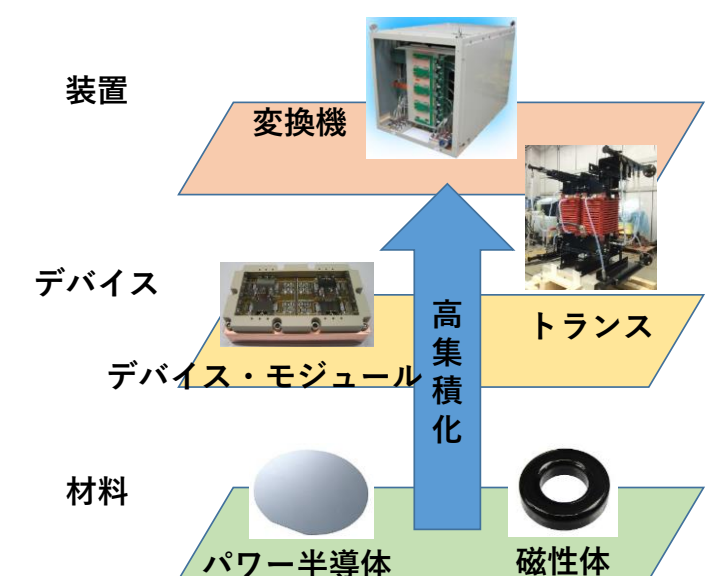 装置
変換機
デバイス
トランス
デバイス・モジュール
高集積化
材料
パワー半導体
磁性体